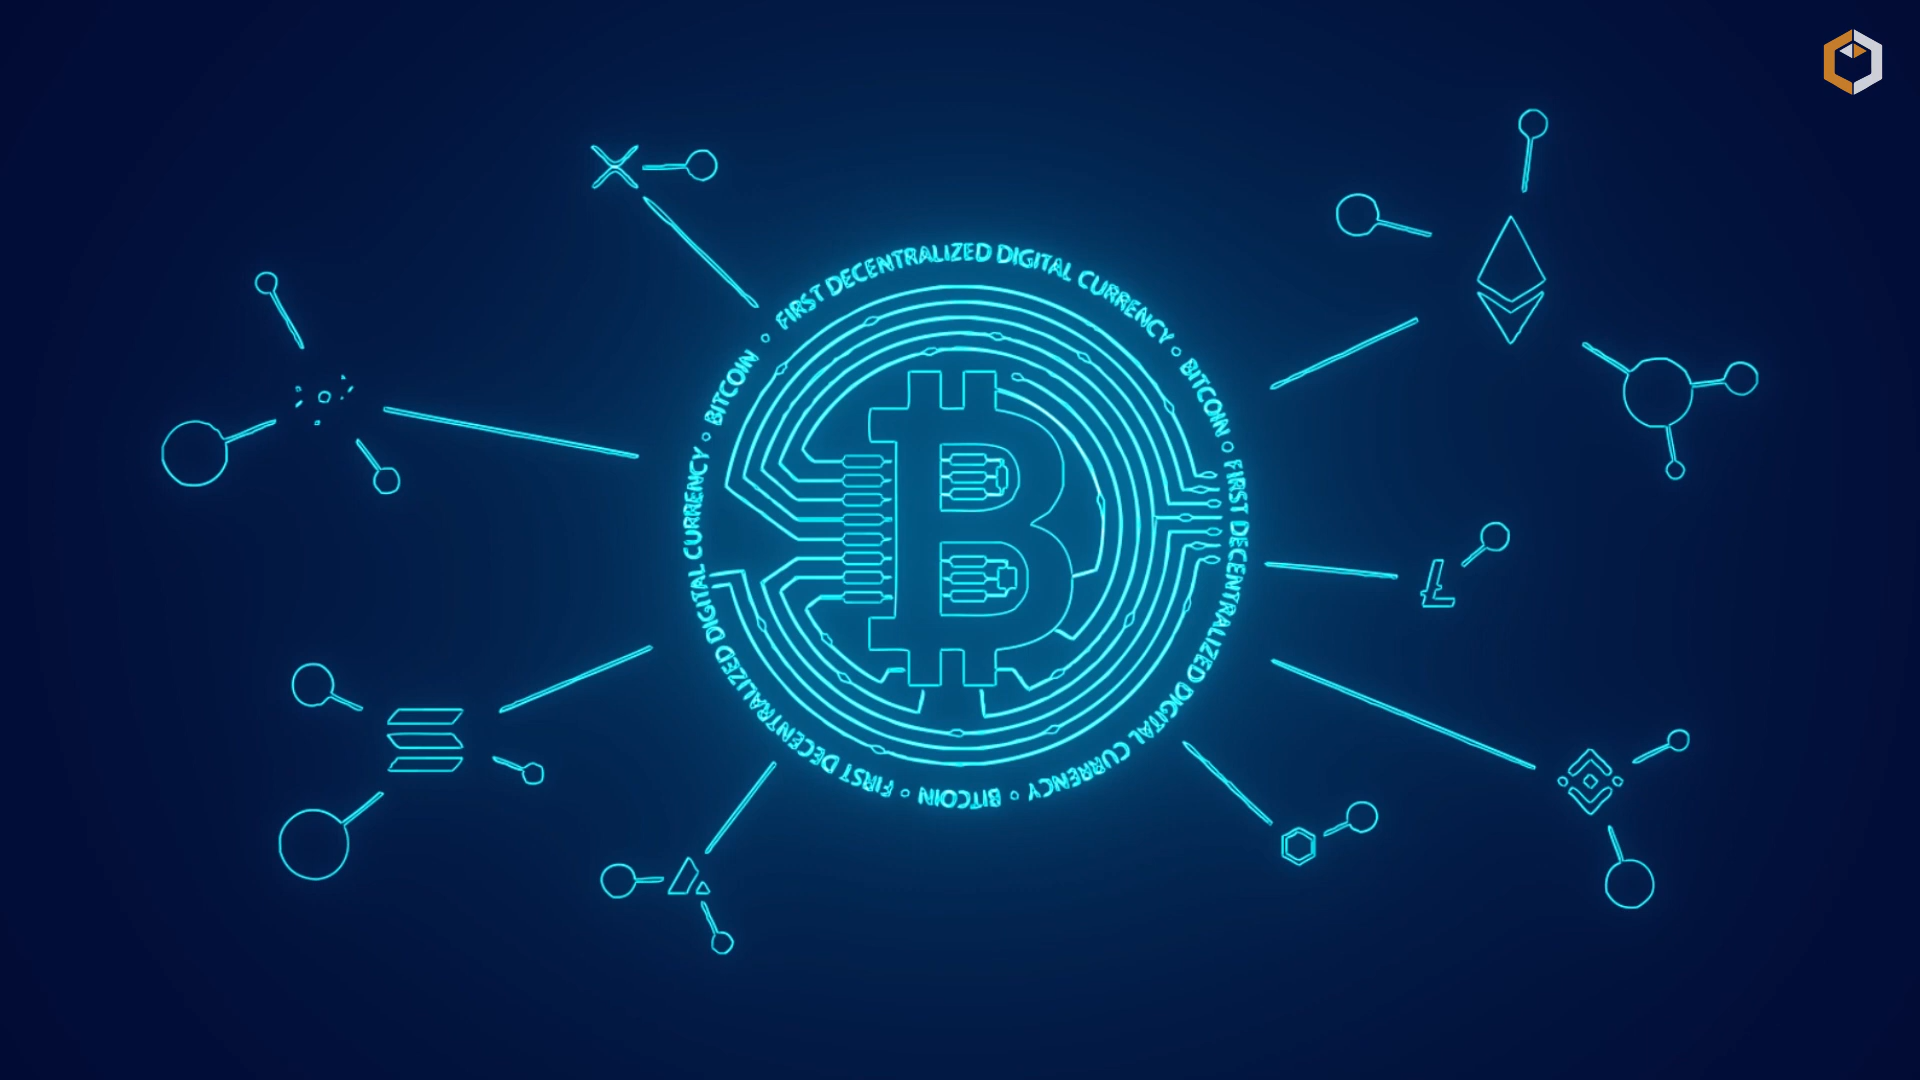 FIRST DECENTRALIZED DIGITAL CURRENCY ◦ BITCOIN ◦ FIRST DECENTRALIZED DIGITAL CURRENCY ◦ BITCOIN ◦ FIRST DECENTRALIZED DIGITAL CURRENCY ◦ BITCOIN ◦